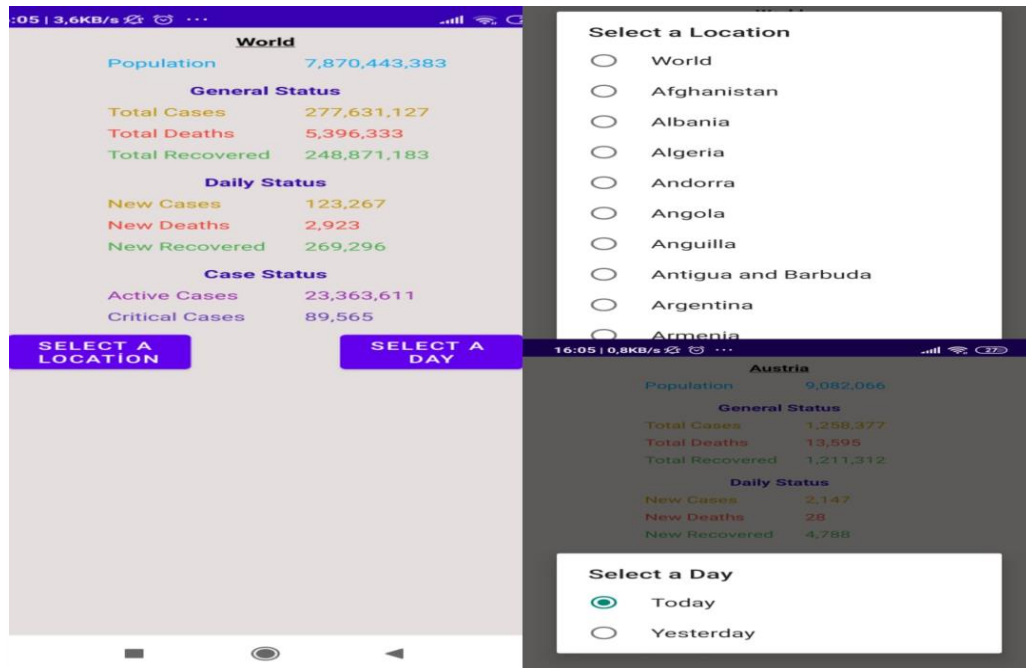 :05 | 3,6KB/s ...
World
Population 7,870,443,383
General Status
Total Cases 277,631,127
Total Deaths 5,396,333
Total Recovered 248,871,183
Daily Status
New Cases 123,267
New Deaths 2,923
New Recovered 269,296
Case Status
Active Cases 23,363,611
Critical Cases 89,565
SELECT A
LOCATİON
SELECT A
DAY
Select a Location
World
Afghanistan
Albania
Algeria
Andorra
Angola
Anguilla
Antigua and Barbuda
Argentina
Armenia
16:05 | 0,8KB/s ... 27
Austria
Population 9,082,066
General Status
Total Cases 1,258,377
Total Deaths 13,595
Total Recovered 1,211,312
Daily Status
New Cases 2,147
New Deaths 28
New Recovered 4,788
Select a Day
Today
Yesterday